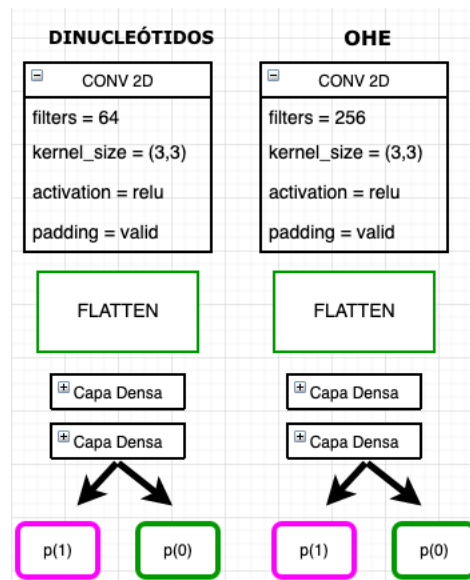 DINUCLEÓTIDOS
CONV 2D
filters = 64
kernel_size = (3,3)
activation = relu
padding = valid
FLATTEN
Capa Densa
Capa Densa
p(1)
p(0)
OHE
CONV 2D
filters = 256
kernel_size = (3,3)
activation = relu
padding = valid
FLATTEN
Capa Densa
Capa Densa
p(1)
p(0)